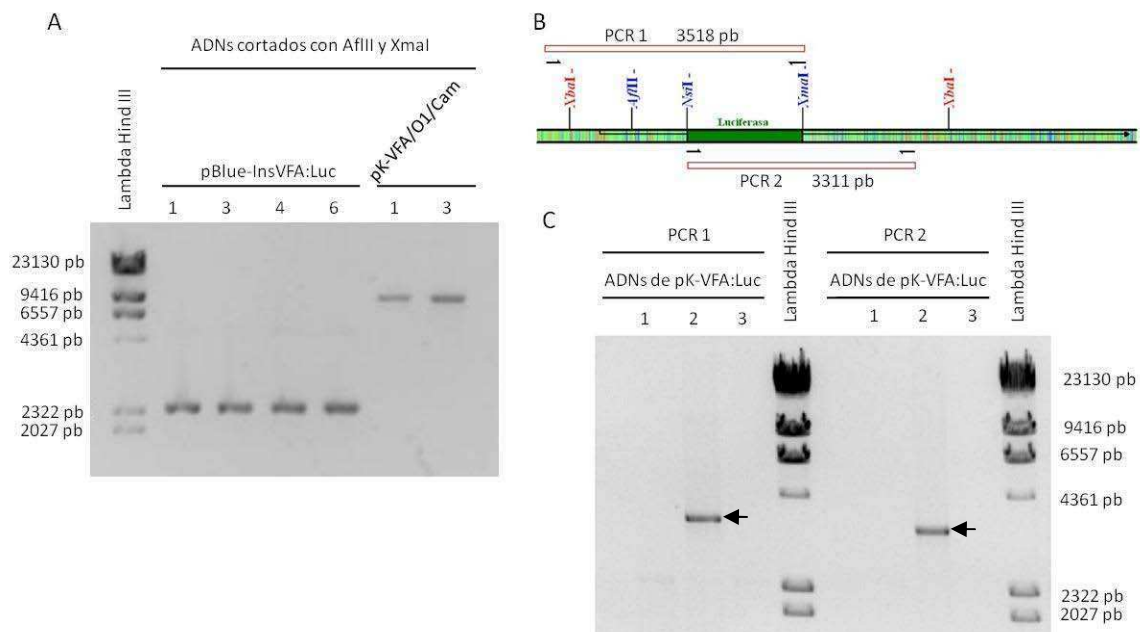 A
ADNs cortados con AflII y XmaI
Lambda Hind III
pBlue-InsVFA:Luc
pK-VFA/O1/Cam
1 3 4 6 1 3
23130 pb
9416 pb
6557 pb
4361 pb
2322 pb
2027 pb
B
PCR 1 3518 pb
XbaI -
AflII -
NsiI -
XmaI -
XbaI -
Luciferasa
PCR 2 3311 pb
C
PCR 1
ADNs de pK-VFA:Luc
1 2 3
Lambda Hind III
PCR 2
ADNs de pK-VFA:Luc
1 2 3
Lambda Hind III
23130 pb
9416 pb
6557 pb
4361 pb
2322 pb
2027 pb